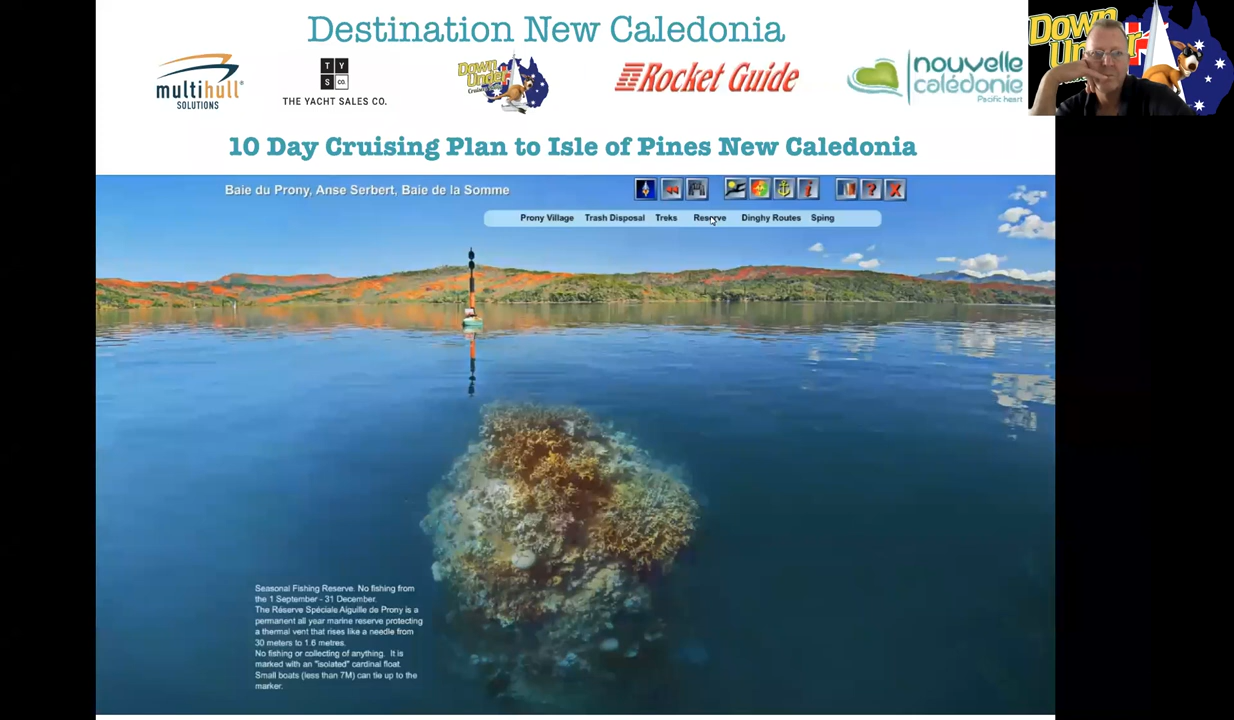 Destination New Caledonia
multihull
SOLUTIONS
T Y
S CO.
THE YACHT SALES CO.
Down
Under
Rocket Guide
nouvelle
calédonie
Pacific heart
Down
Under
10 Day Cruising Plan to Isle of Pines New Caledonia
Baie du Prony, Anse Serbert, Baie de la Somme
Prony Village Trash Disposal Treks Reserve Dinghy Routes Sping
Seasonal Fishing Reserve. No fishing from
the 1 September - 31 December.
The Réserve Spéciale Aiguille de Prony is a
permanent all year marine reserve protecting
a thermal vent that rises like a needle from
30 meters to 1.6 metres.
No fishing or collecting of anything. It is
marked with an "isolated" cardinal float.
Small boats (less than 7M) can tie up to the
marker.